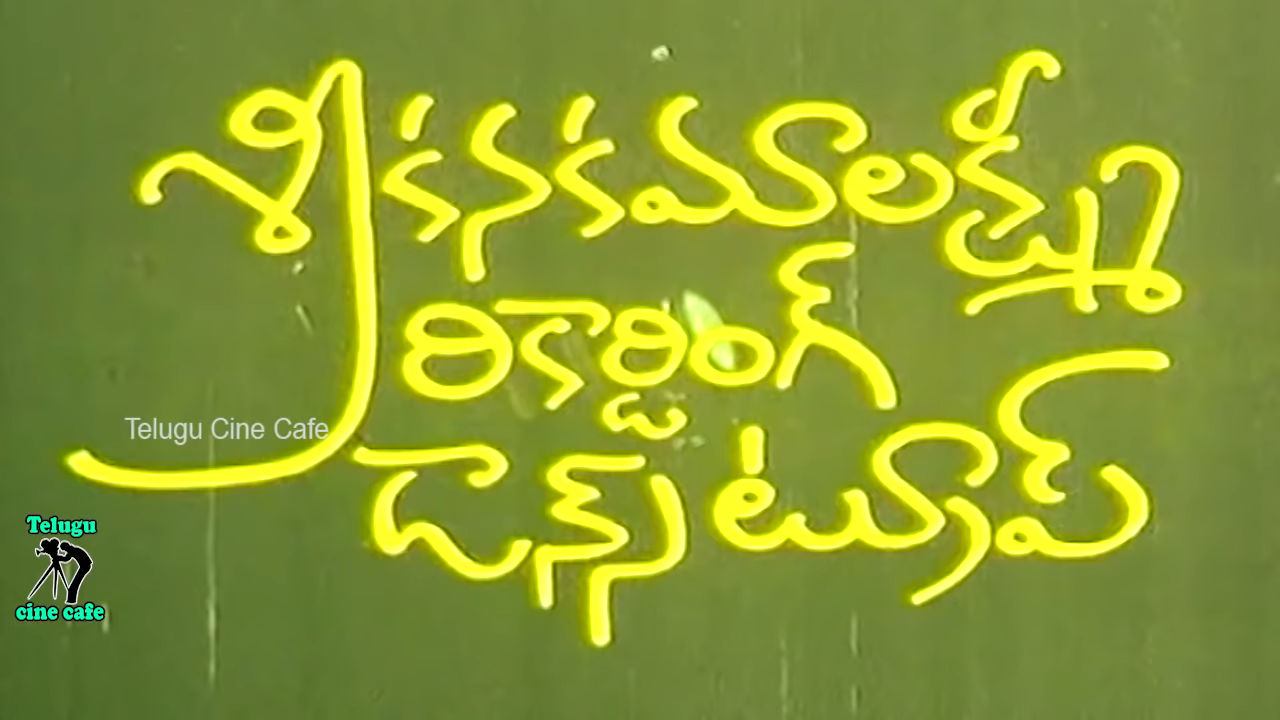 శ్రీ కనకమాలక్ష్మీ
రికార్డింగ్
డాన్స్ ట్రూప్
Telugu Cine Cafe
Telugu
cine cafe